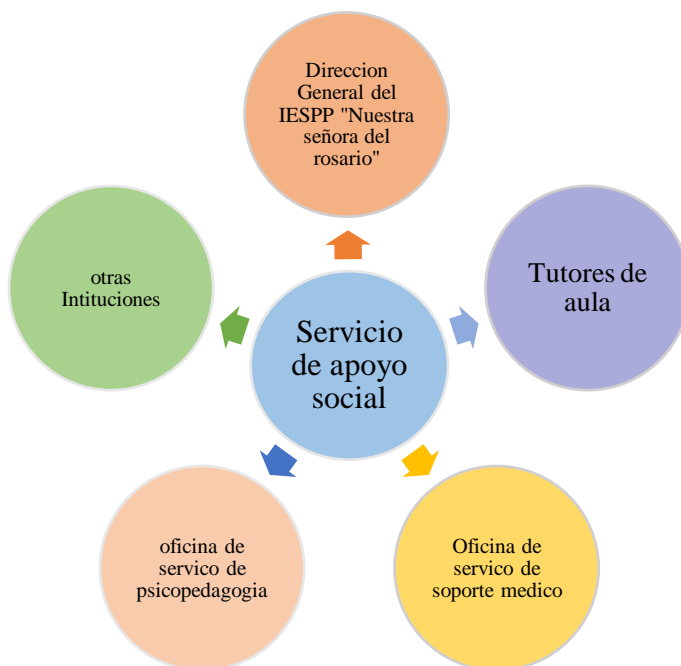 Direccion
General del
IESPP "Nuestra
señora del
rosario"
otras
Intituciones
Tutores de
aula
Servicio
de apoyo
social
oficina de
servico de
psicopedagogia
Oficina de
servico de
soporte medico